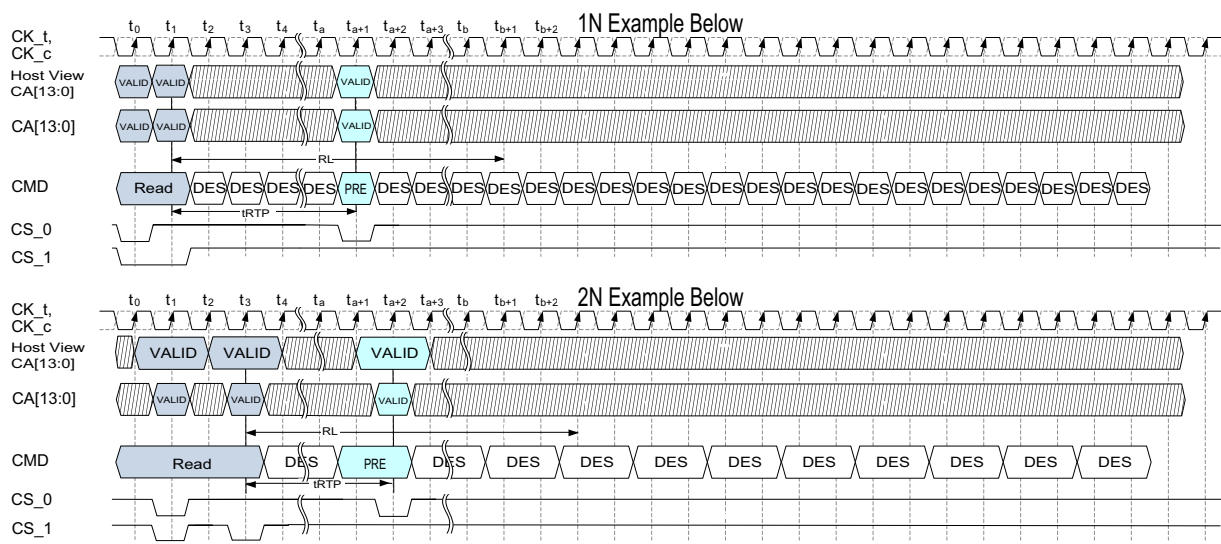 1N Example Below
t0 t1 t2 t3 t4 ta ta+1 ta+2 ta+3 tb tb+1 tb+2
CK_t,
CK_c
Host View
CA[13:0]
VALID VALID VALID
CA[13:0]
VALID VALID VALID
RL
CMD
Read DES DES DES DES PRE DES DES DES DES DES DES DES DES DES DES DES DES DES DES DES DES DES DES DES DES DES
tRTP
CS_0
CS_1
2N Example Below
t0 t1 t2 t3 t4 ta ta+1 ta+2 ta+3 tb tb+1 tb+2
CK_t,
CK_c
Host View
CA[13:0]
VALID VALID VALID
CA[13:0]
VALID VALID VALID
RL
CMD
Read DES PRE DES DES DES DES DES DES DES DES DES DES
tRTP
CS_0
CS_1